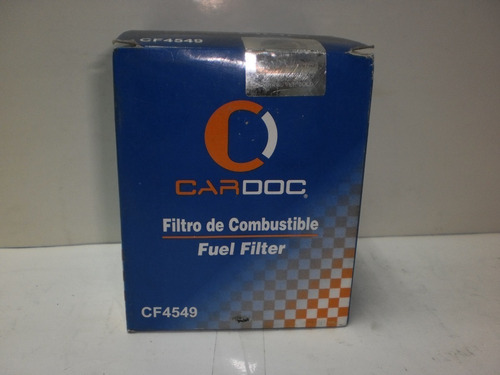 CF4549
CARDOC®
Filtro de Combustible
Fuel Filter
CF4549